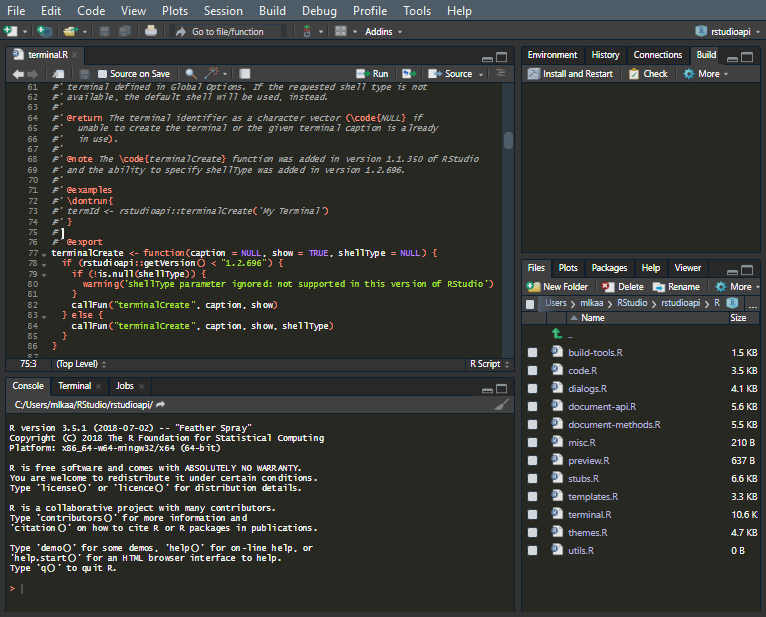 File Edit Code View Plots Session Build Debug Profile Tools Help
Go to file/function Addins rstudioapi
terminal.R
Source on Save Run Source
61 #' terminal defined in Global Options. If the requested shell type is not
62 #' available, the default shell will be used, instead.
63 #'
64 #' @return The terminal identifier as a character vector (\code{NULL} if
65 #'   unable to create the terminal or the given terminal caption is already
66 #'   in use).
67 #'
68 #' @note The \code{terminalCreate} function was added in version 1.1.350 of RStudio
69 #' and the ability to specify shellType was added in version 1.2.696.
70 #'
71 #' @examples
72 #' \dontrun{
73 #' termId <- rstudioapi::terminalCreate('My Terminal')
74 #' }
75 #'
76 #' @export
77 terminalCreate <- function(caption = NULL, show = TRUE, shellType = NULL) {
78   if (rstudioapi::getVersion() < "1.2.696") {
79     if (!is.null(shellType)) {
80       warning("shellType parameter ignored; not supported in this version of RStudio")
81     }
82     callFun("terminalCreate", caption, show)
83   } else {
84     callFun("terminalCreate", caption, show, shellType)
85   }
86 }
87
75:3 (Top Level) R Script
Console Terminal Jobs
C:/Users/mlkaa/RStudio/rstudioapi/
R version 3.5.1 (2018-07-02) -- "Feather Spray"
Copyright (C) 2018 The R Foundation for Statistical Computing
Platform: x86_64-w64-mingw32/x64 (64-bit)
R is free software and comes with ABSOLUTELY NO WARRANTY.
You are welcome to redistribute it under certain conditions.
Type 'license()' or 'licence()' for distribution details.
R is a collaborative project with many contributors.
Type 'contributors()' for more information and
'citation()' on how to cite R or R packages in publications.
Type 'demo()' for some demos, 'help()' for on-line help, or
'help.start()' for an HTML browser interface to help.
Type 'q()' to quit R.
>
Environment History Connections Build
Install and Restart Check More
Files Plots Packages Help Viewer
New Folder Delete Rename More
Users mlkaa RStudio rstudioapi R ...
Name Size
..
build-tools.R 1.5 KB
code.R 3.5 KB
dialogs.R 4.1 KB
document-api.R 5.6 KB
document-methods.R 5.5 KB
misc.R 210 B
preview.R 637 B
stubs.R 6.6 KB
templates.R 3.3 KB
terminal.R 10.6 K
themes.R 4.7 KB
utils.R 0 B